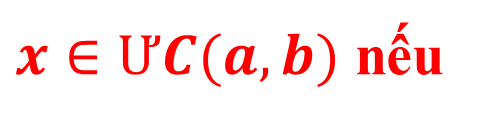 x ∈ ƯC(a, b) nếu